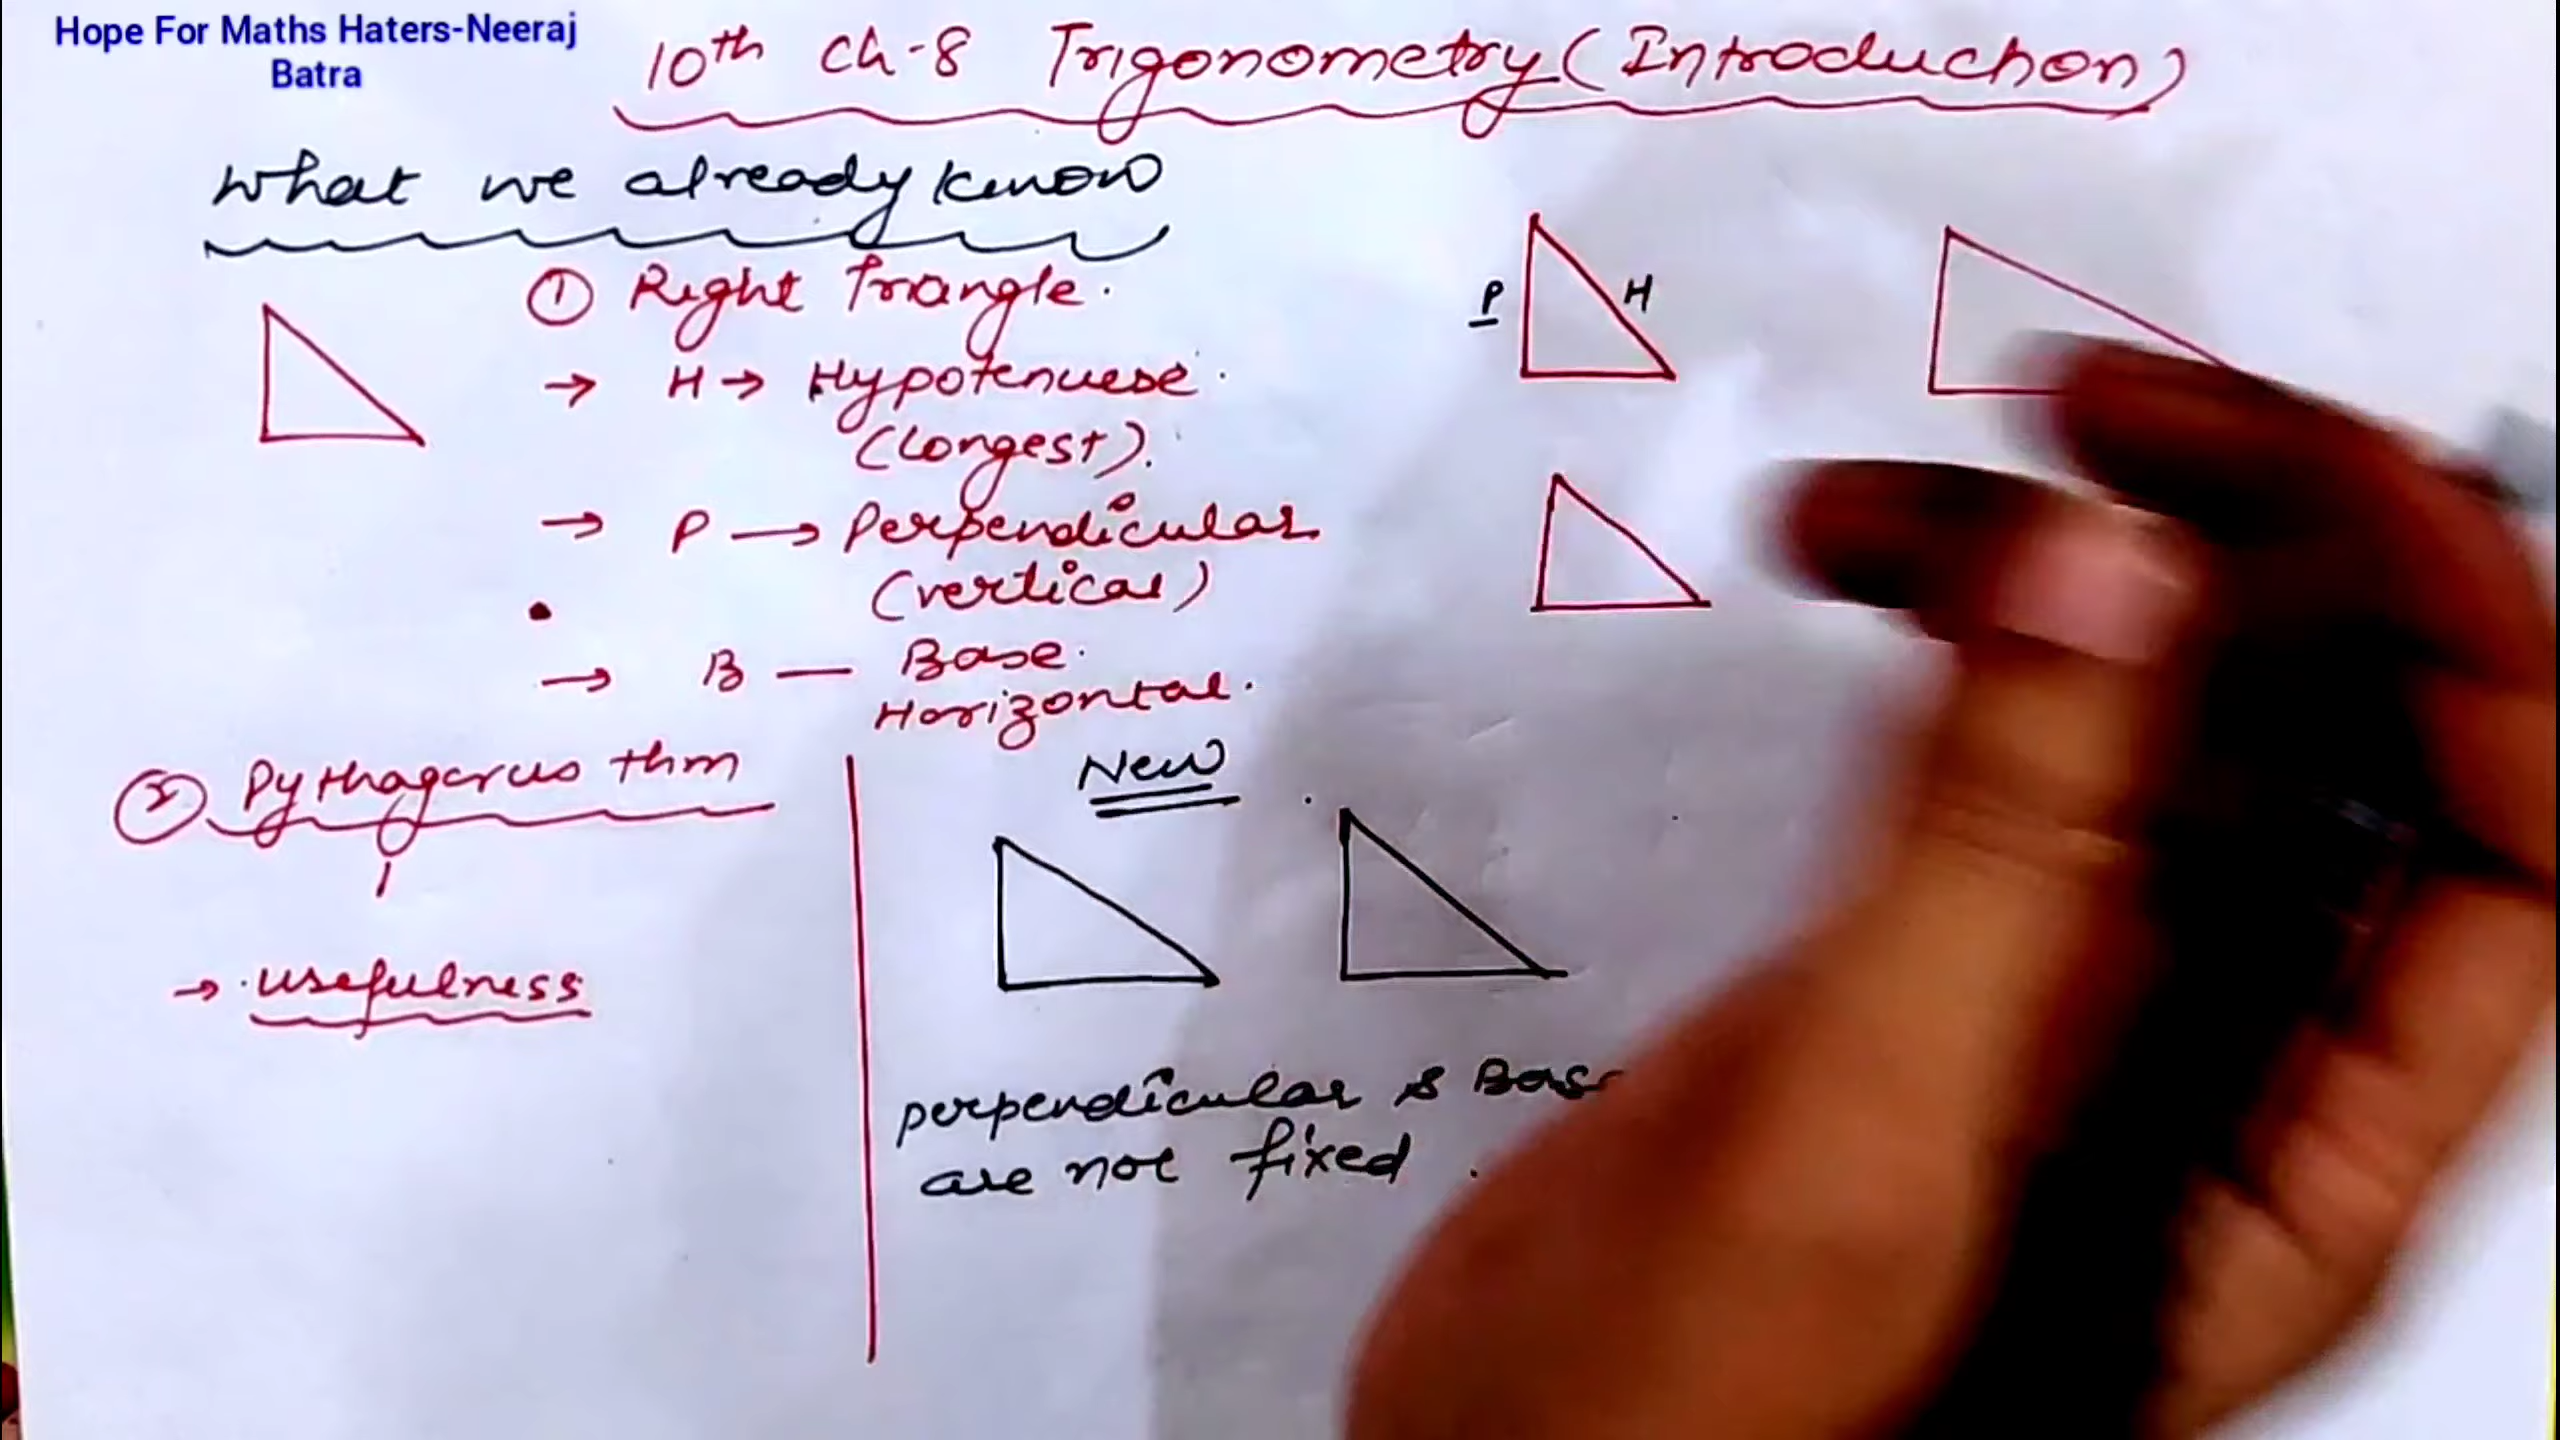 Hope For Maths Haters-Neeraj
Batra
10th Ch-8 Trigonometry (Introduction)
What we already know
① Right Triangle.
→ H → Hypotenuese.
(Longest).
→ P → Perpendicular
(vertical)
→ B — Base.
Horizontal.
P
H
② Pythagorus thm
→ usefulness
New
perpendicular & Bas
are not fixed.